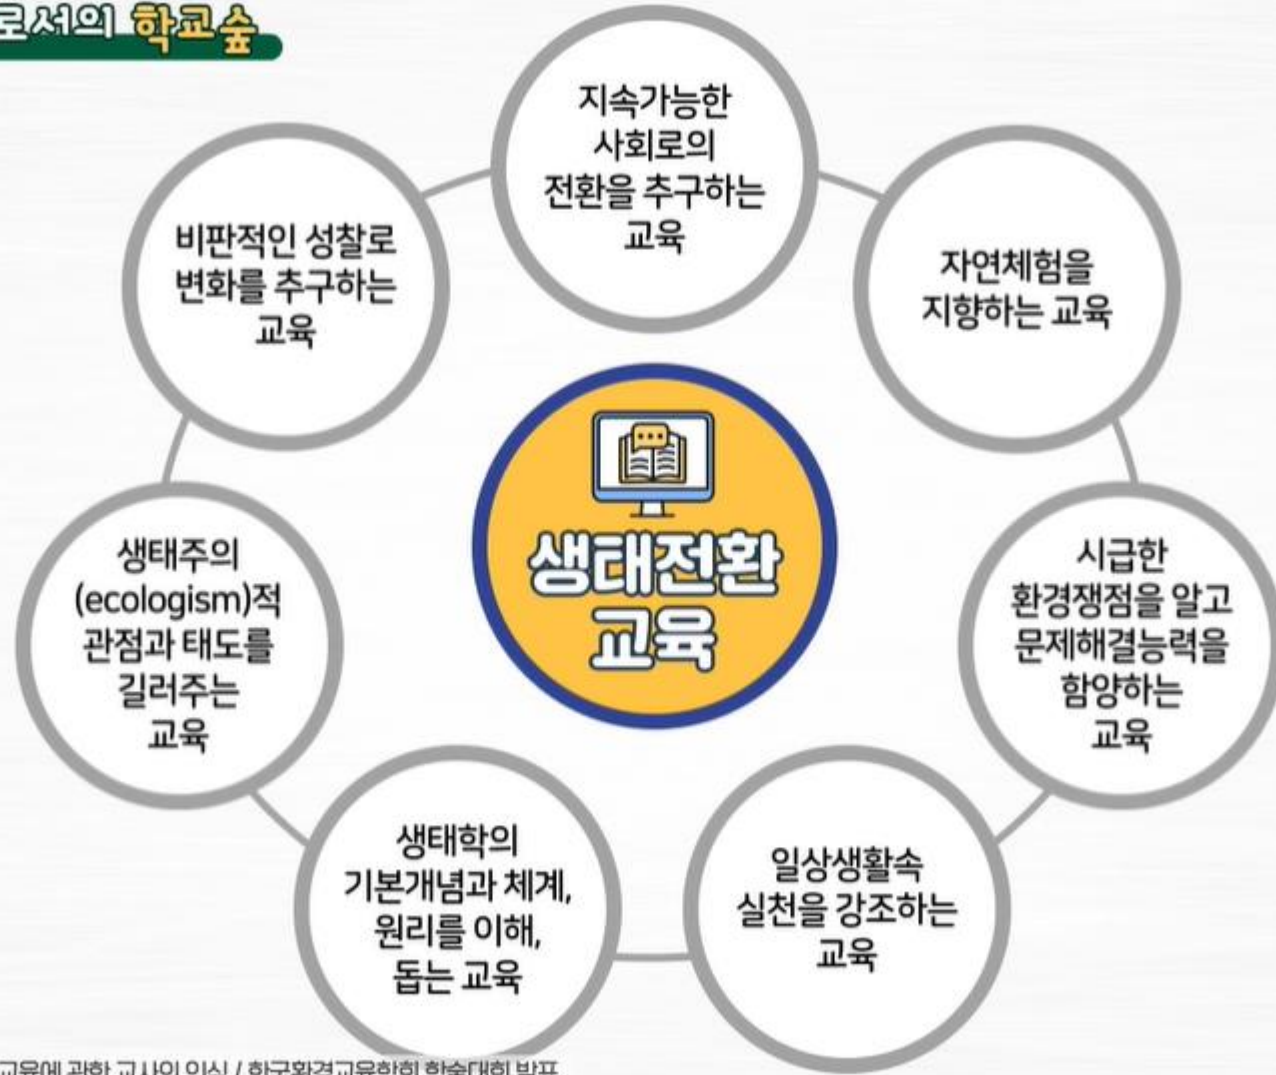 로서의 학교숲
지속가능한
사회로의
전환을 추구하는
교육
비판적인 성찰로
변화를 추구하는
교육
자연체험을
지향하는 교육
생태전환
교육
생태주의
(ecologism)적
관점과 태도를
길러주는
교육
시급한
환경쟁점을 알고
문제해결능력을
함양하는
교육
생태학의
기본개념과 체계,
원리를 이해,
돕는 교육
일상생활속
실천을 강조하는
교육
교육에 관한 교사의 인식 / 한국환경교육학회 학술대회 발표